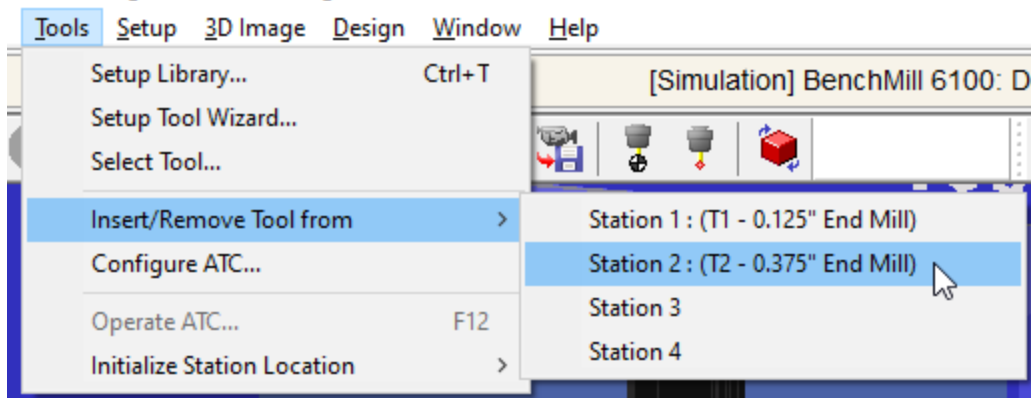 Tools Setup 3D Image Design Window Help
Setup Library... Ctrl+T
[Simulation] BenchMill 6100: D
Setup Tool Wizard...
Select Tool...
Insert/Remove Tool from >
Station 1 : (T1 - 0.125" End Mill)
Configure ATC...
Station 2 : (T2 - 0.375" End Mill)
Operate ATC... F12
Station 3
Initialize Station Location >
Station 4